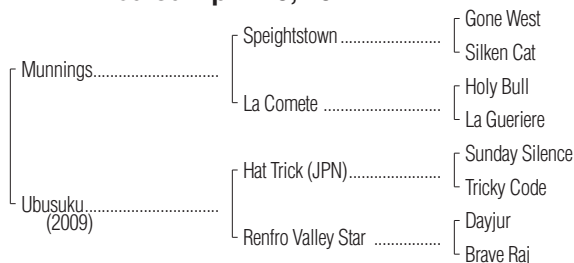 Gone West
Speightstown
Silken Cat
Munnings
Holy Bull
La Comete
La Gueriere
Sunday Silence
Hat Trick (JPN)
Tricky Code
Ubusuku
(2009)
Dayjur
Renfro Valley Star
Brave Raj